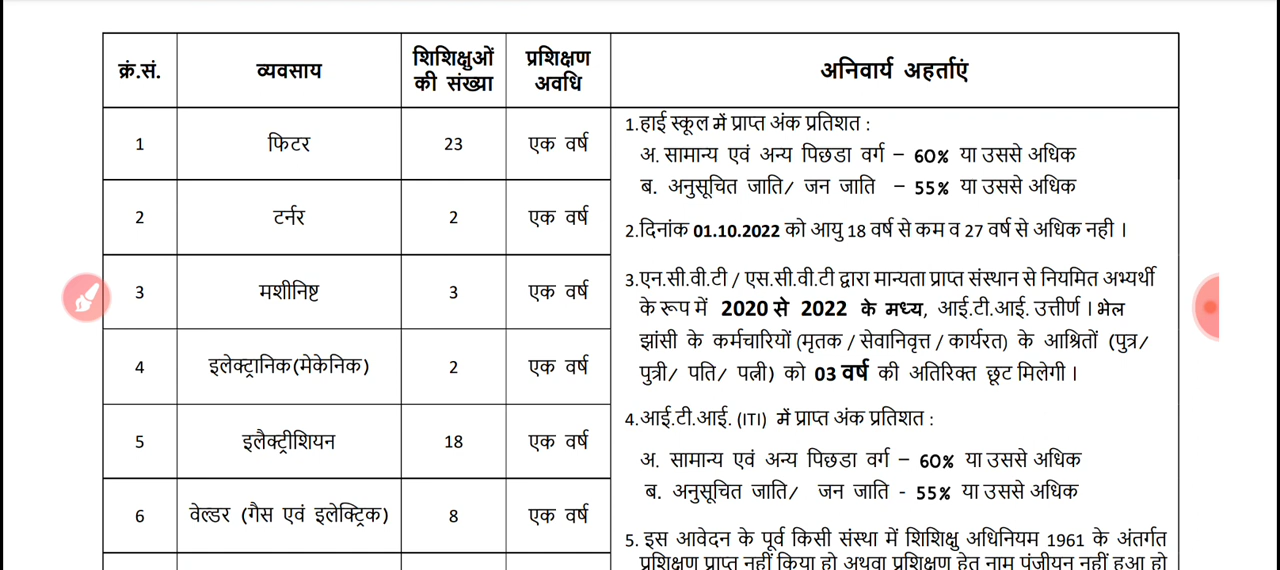 क्रं.सं. व्यवसाय शिशिक्षुओं की संख्या प्रशिक्षण अवधि अनिवार्य अहर्ताएं
1 फिटर 23 एक वर्ष
2 टर्नर 2 एक वर्ष
3 मशीनिष्ट 3 एक वर्ष
4 इलेक्ट्रानिक(मेकेनिक) 2 एक वर्ष
5 इलैक्ट्रीशियन 18 एक वर्ष
6 वेल्डर (गैस एवं इलेक्ट्रिक) 8 एक वर्ष
1.हाई स्कूल में प्राप्त अंक प्रतिशत :
अ. सामान्य एवं अन्य पिछडा वर्ग – 60% या उससे अधिक
ब. अनुसूचित जाति/ जन जाति – 55% या उससे अधिक
2.दिनांक 01.10.2022 को आयु 18 वर्ष से कम व 27 वर्ष से अधिक नही ।
3.एन.सी.वी.टी / एस.सी.वी.टी द्वारा मान्यता प्राप्त संस्थान से नियमित अभ्यर्थी
के रूप में 2020 से 2022 के मध्य, आई.टी.आई. उत्तीर्ण । भेल
झांसी के कर्मचारियों (मृतक / सेवानिवृत्त / कार्यरत) के आश्रितों (पुत्र/
पुत्री/ पति/ पत्नी) को 03 वर्ष की अतिरिक्त छूट मिलेगी ।
4.आई.टी.आई. (ITI) में प्राप्त अंक प्रतिशत :
अ. सामान्य एवं अन्य पिछडा वर्ग – 60% या उससे अधिक
ब. अनुसूचित जाति/ जन जाति - 55% या उससे अधिक
5. इस आवेदन के पूर्व किसी संस्था में शिशिक्षु अधिनियम 1961 के अंतर्गत
प्रशिक्षण प्राप्त नहीं किया हो अथवा प्रशिक्षण हेतु नाम पंजीयन नहीं हुआ हो